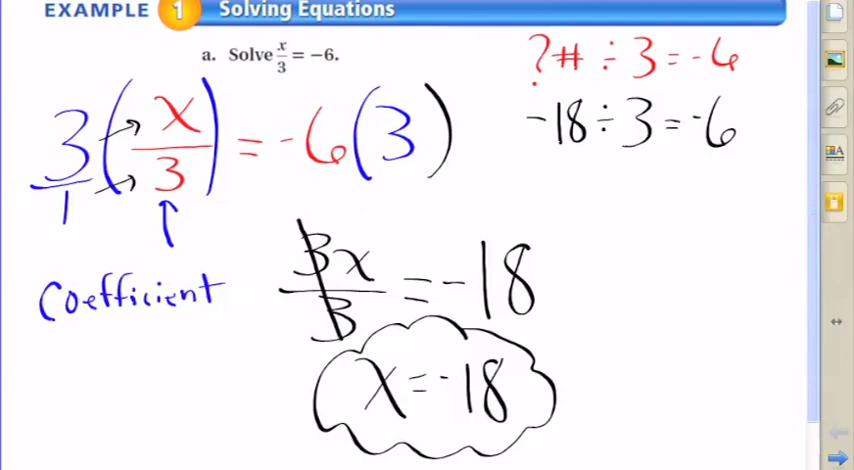 EXAMPLE 1 Solving Equations
a. Solve x/3 = -6.
?# ÷ 3 = -6
-18 ÷ 3 = -6
3/1 (x/3) = -6(3)
Coefficient
3x/3 = -18
x = -18